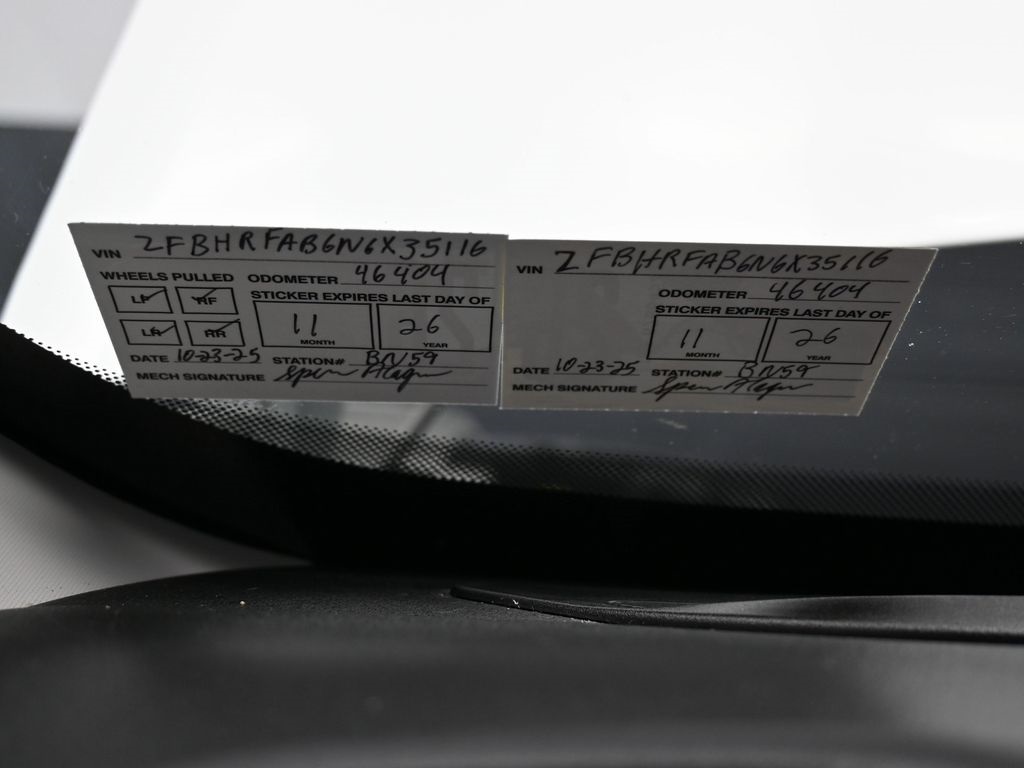 VIN ZFBHRFAB6N6X35116
WHEELS PULLED ODOMETER 46404
LF RF STICKER EXPIRES LAST DAY OF
LR RR 11 26
MONTH YEAR
DATE 10-23-25 STATION# BN59
MECH SIGNATURE
VIN ZFBHRFAB6N6X35116
ODOMETER 46404
STICKER EXPIRES LAST DAY OF
11 26
MONTH YEAR
DATE 10-23-25 STATION# BN59
MECH SIGNATURE